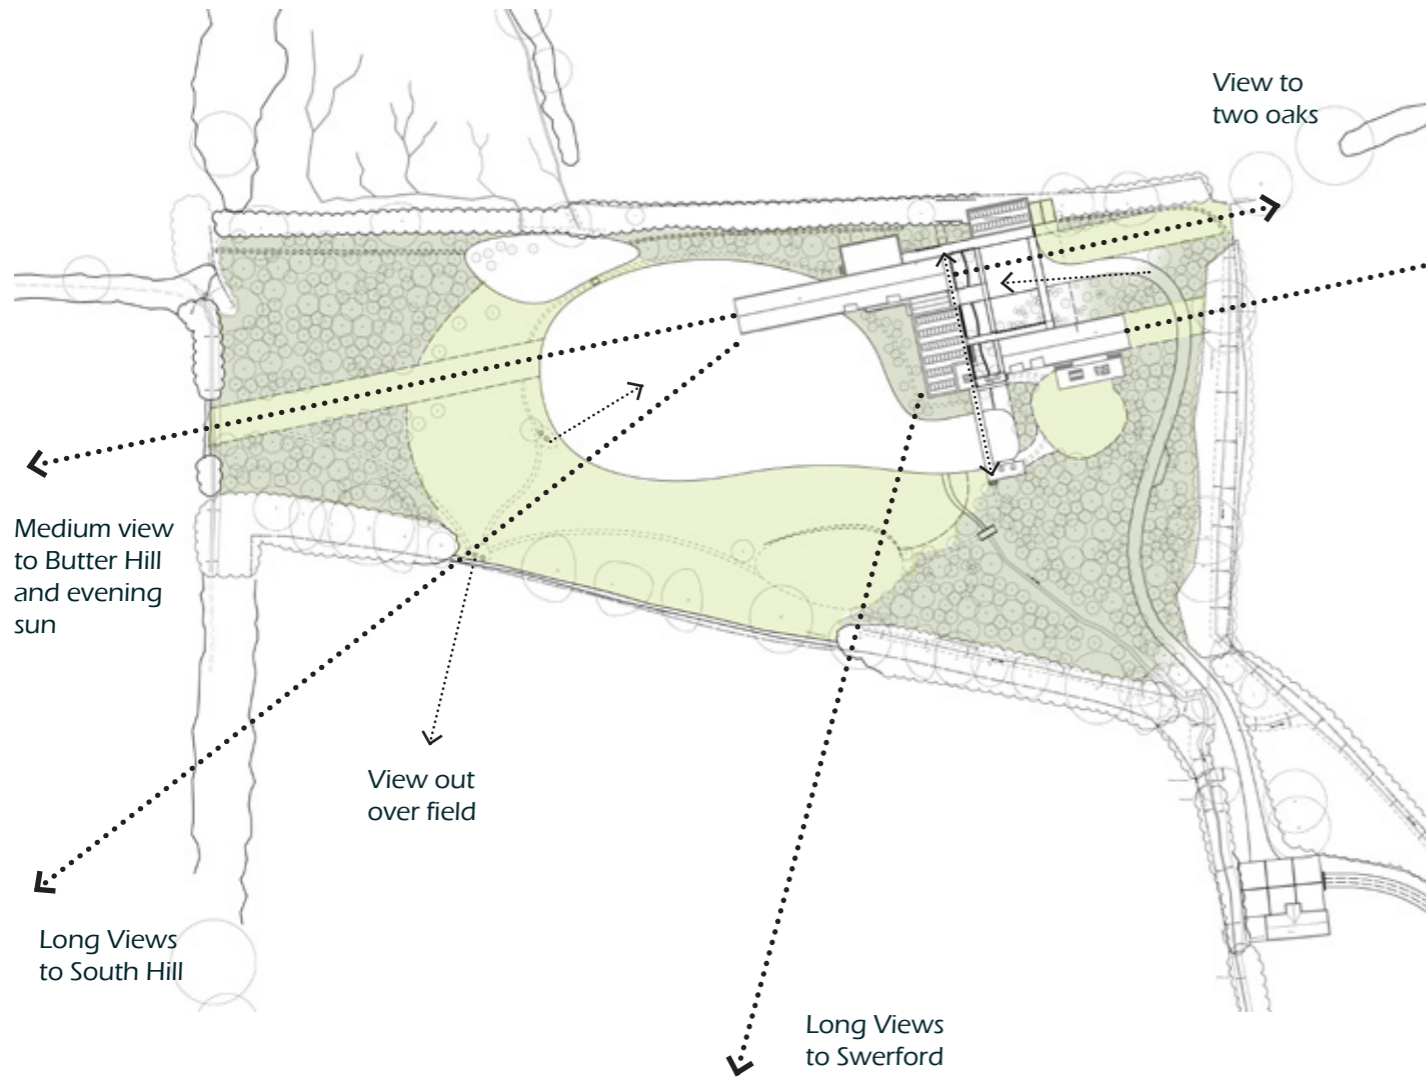 View to
two oaks
Medium view
to Butter Hill
and evening
sun
View out
over field
Long Views
to South Hill
Long Views
to Swerford